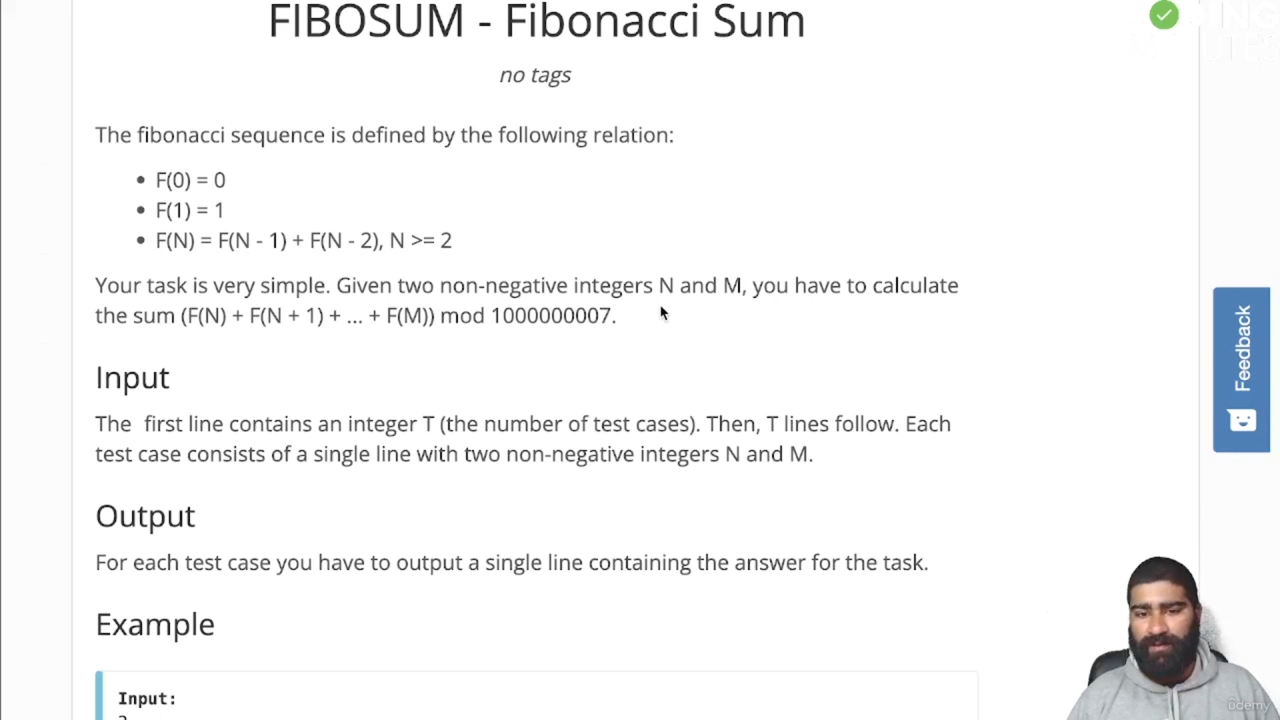 FIBOSUM - Fibonacci Sum
no tags
The fibonacci sequence is defined by the following relation:
• F(0) = 0
• F(1) = 1
• F(N) = F(N - 1) + F(N - 2), N >= 2
Your task is very simple. Given two non-negative integers N and M, you have to calculate
the sum (F(N) + F(N + 1) + ... + F(M)) mod 1000000007.
Input
The first line contains an integer T (the number of test cases). Then, T lines follow. Each
test case consists of a single line with two non-negative integers N and M.
Output
For each test case you have to output a single line containing the answer for the task.
Example
Input:
Feedback
ûdemy